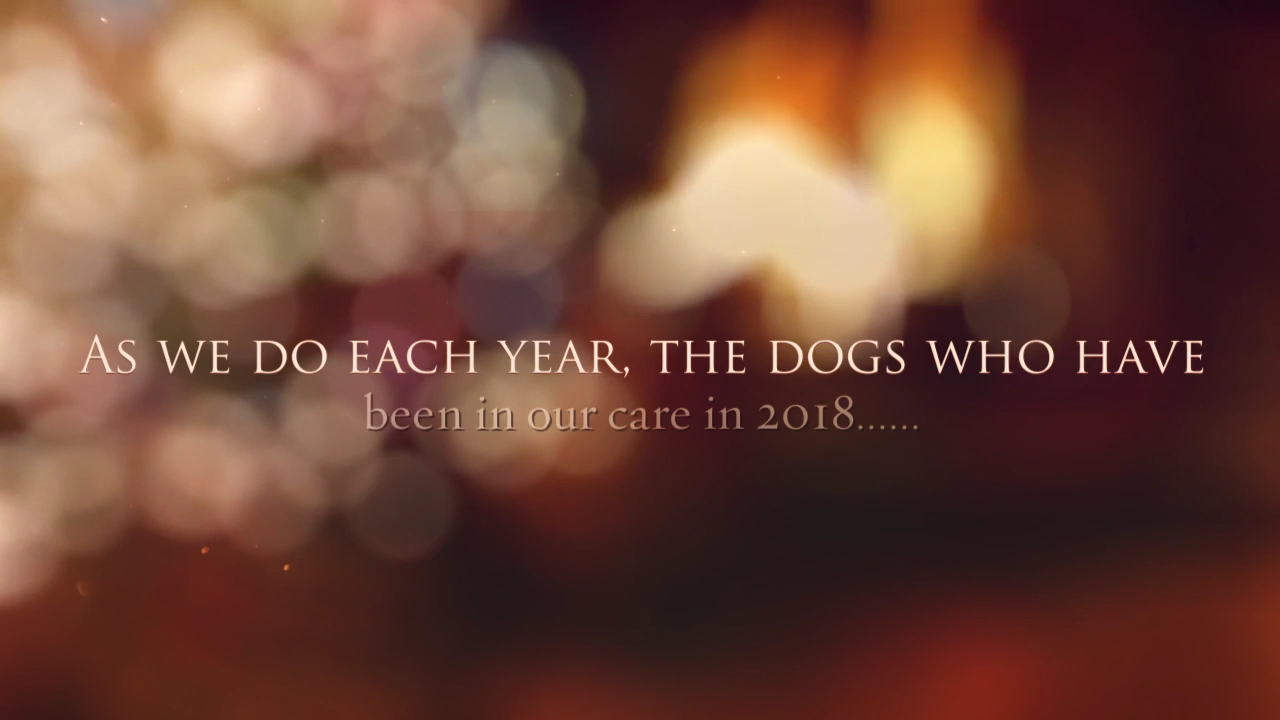 As we do each year, the dogs who have
been in our care in 2018......